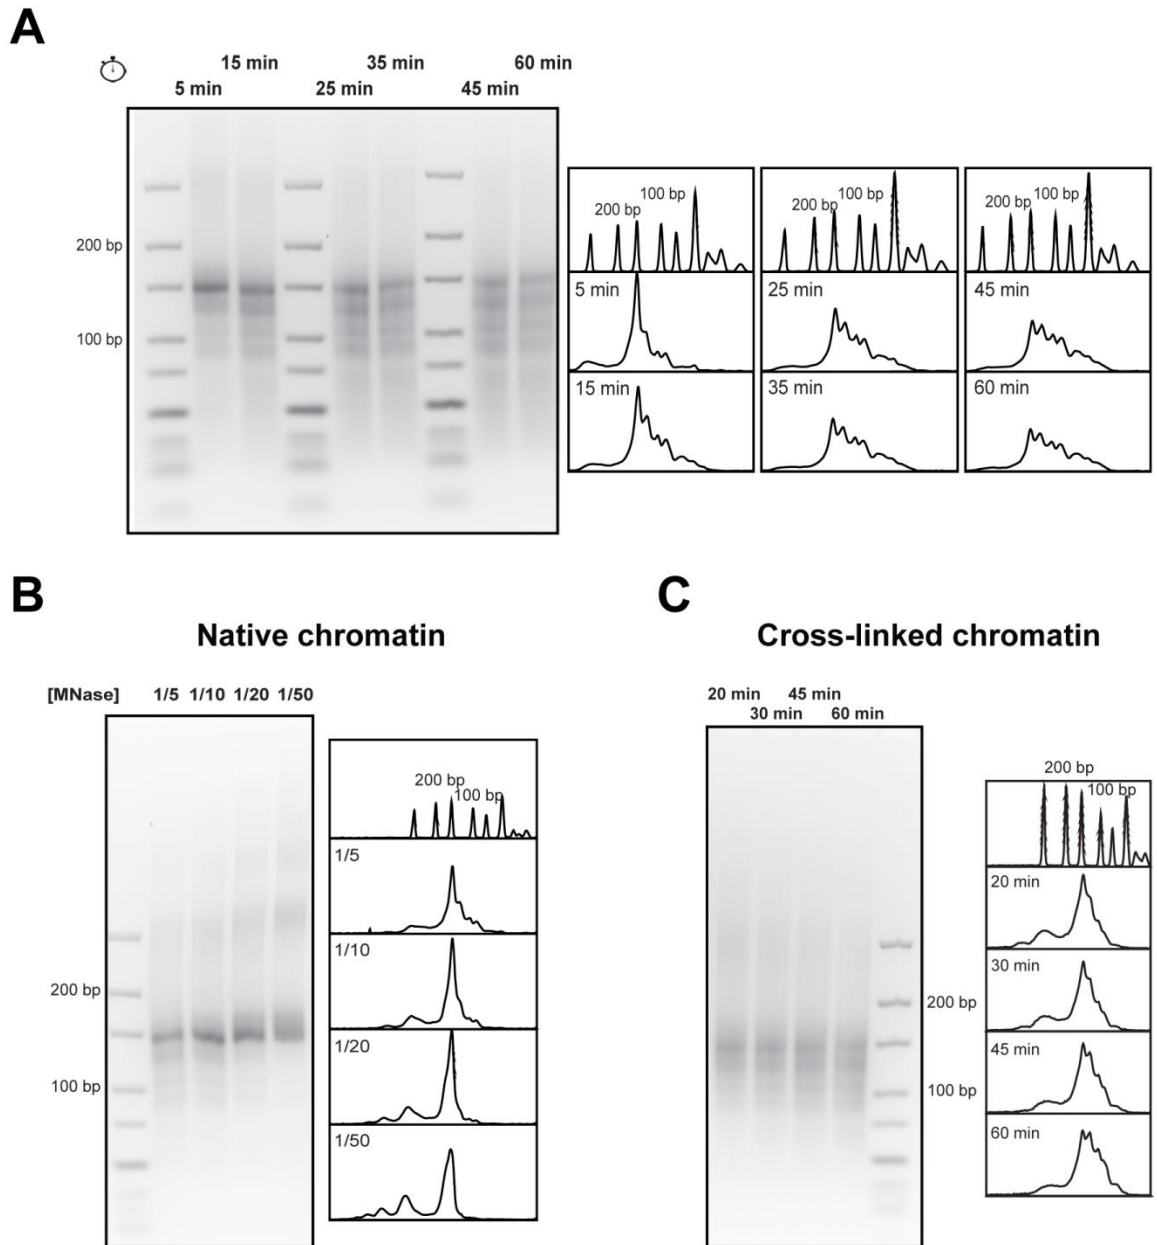 A
15 min 35 min 60 min
5 min 25 min 45 min
200 bp
100 bp
100 bp
200 bp
5 min
15 min
100 bp
200 bp
25 min
35 min
100 bp
200 bp
45 min
60 min
B
Native chromatin
[MNase] 1/5 1/10 1/20 1/50
200 bp
100 bp
200 bp
100 bp
1/5
1/10
1/20
1/50
C
Cross-linked chromatin
20 min 45 min
30 min 60 min
200 bp
100 bp
200 bp
100 bp
20 min
30 min
45 min
60 min